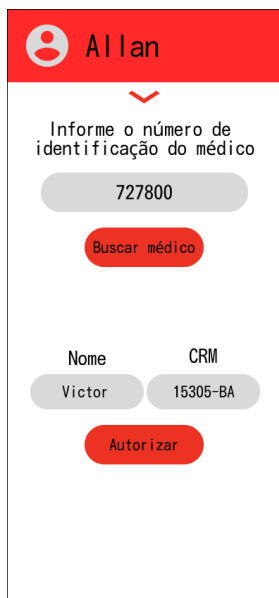 Allan
Informe o número de
identificação do médico
727800
Buscar médico
Nome CRM
Victor 15305-BA
Autorizar